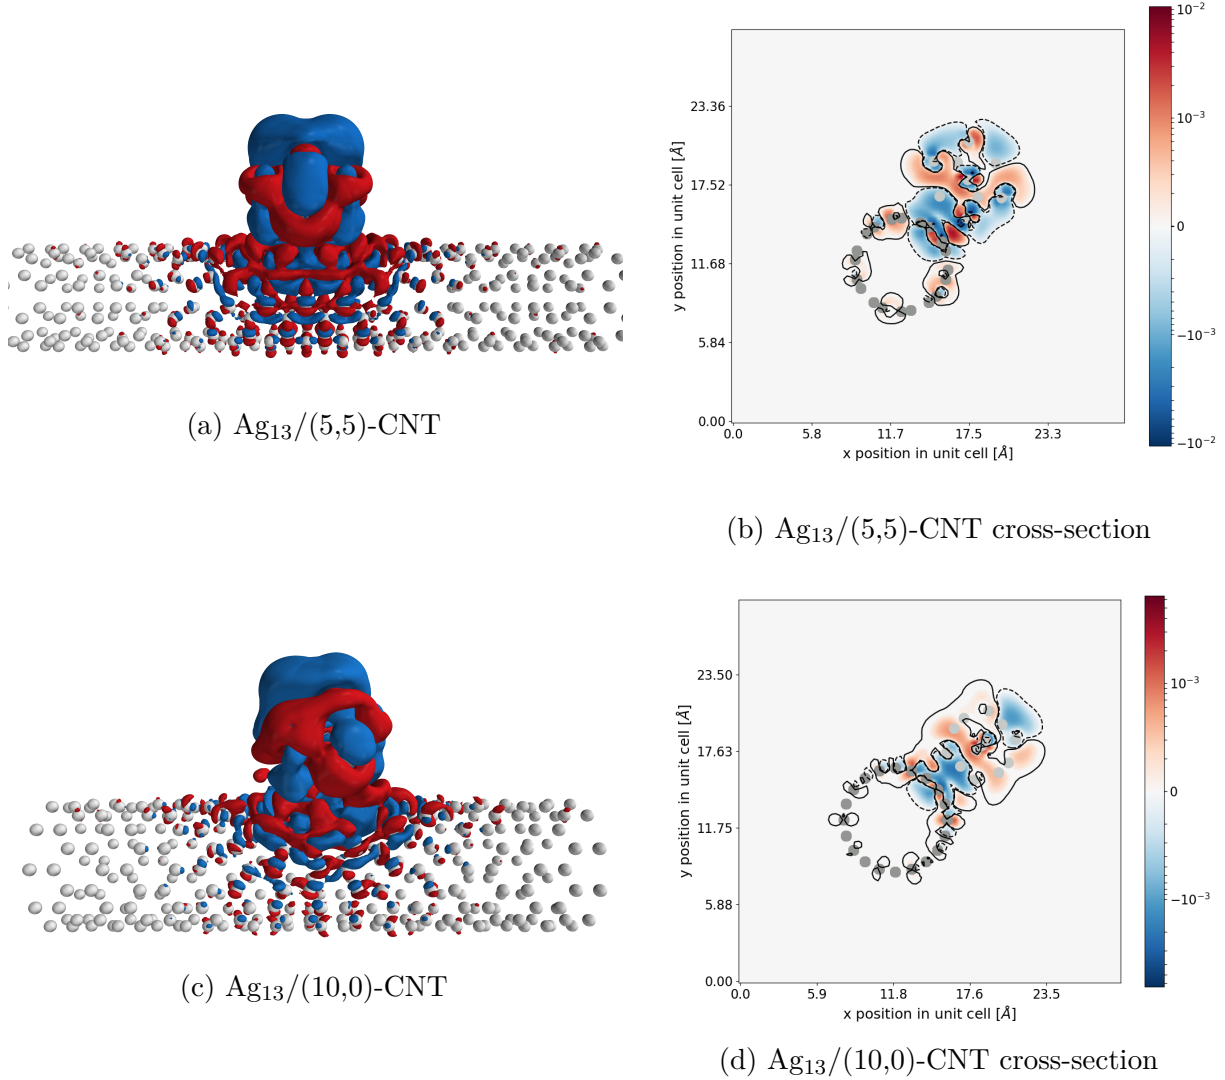 10⁻²
23.36
10⁻³
17.52
y position in unit cell [Å]
0
11.68
5.84
−10⁻³
0.00
−10⁻²
0.0 5.8 11.7 17.5 23.3
x position in unit cell [Å]
(a) Ag₁₃/(5,5)-CNT
(b) Ag₁₃/(5,5)-CNT cross-section
23.50
10⁻³
17.63
y position in unit cell [Å]
0
11.75
5.88
−10⁻³
0.00
0.0 5.9 11.8 17.6 23.5
x position in unit cell [Å]
(c) Ag₁₃/(10,0)-CNT
(d) Ag₁₃/(10,0)-CNT cross-section